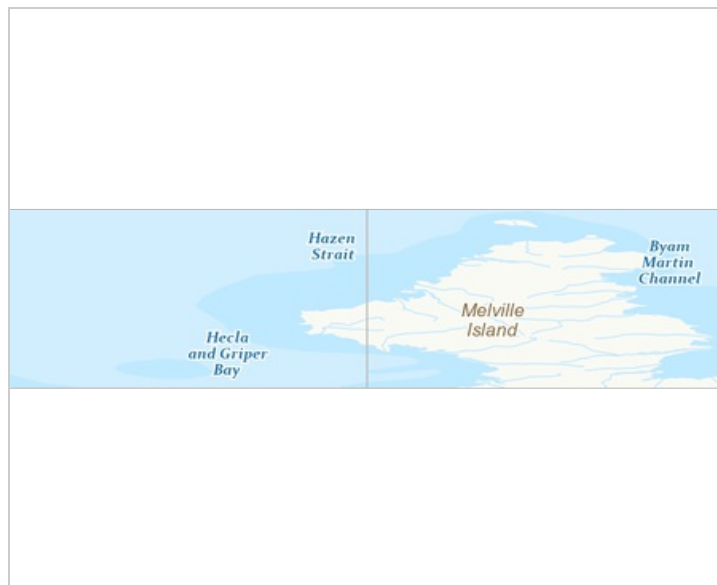 Hazen
Strait
Byam
Martin
Channel
Melville
Island
Hecla
and Griper
Bay